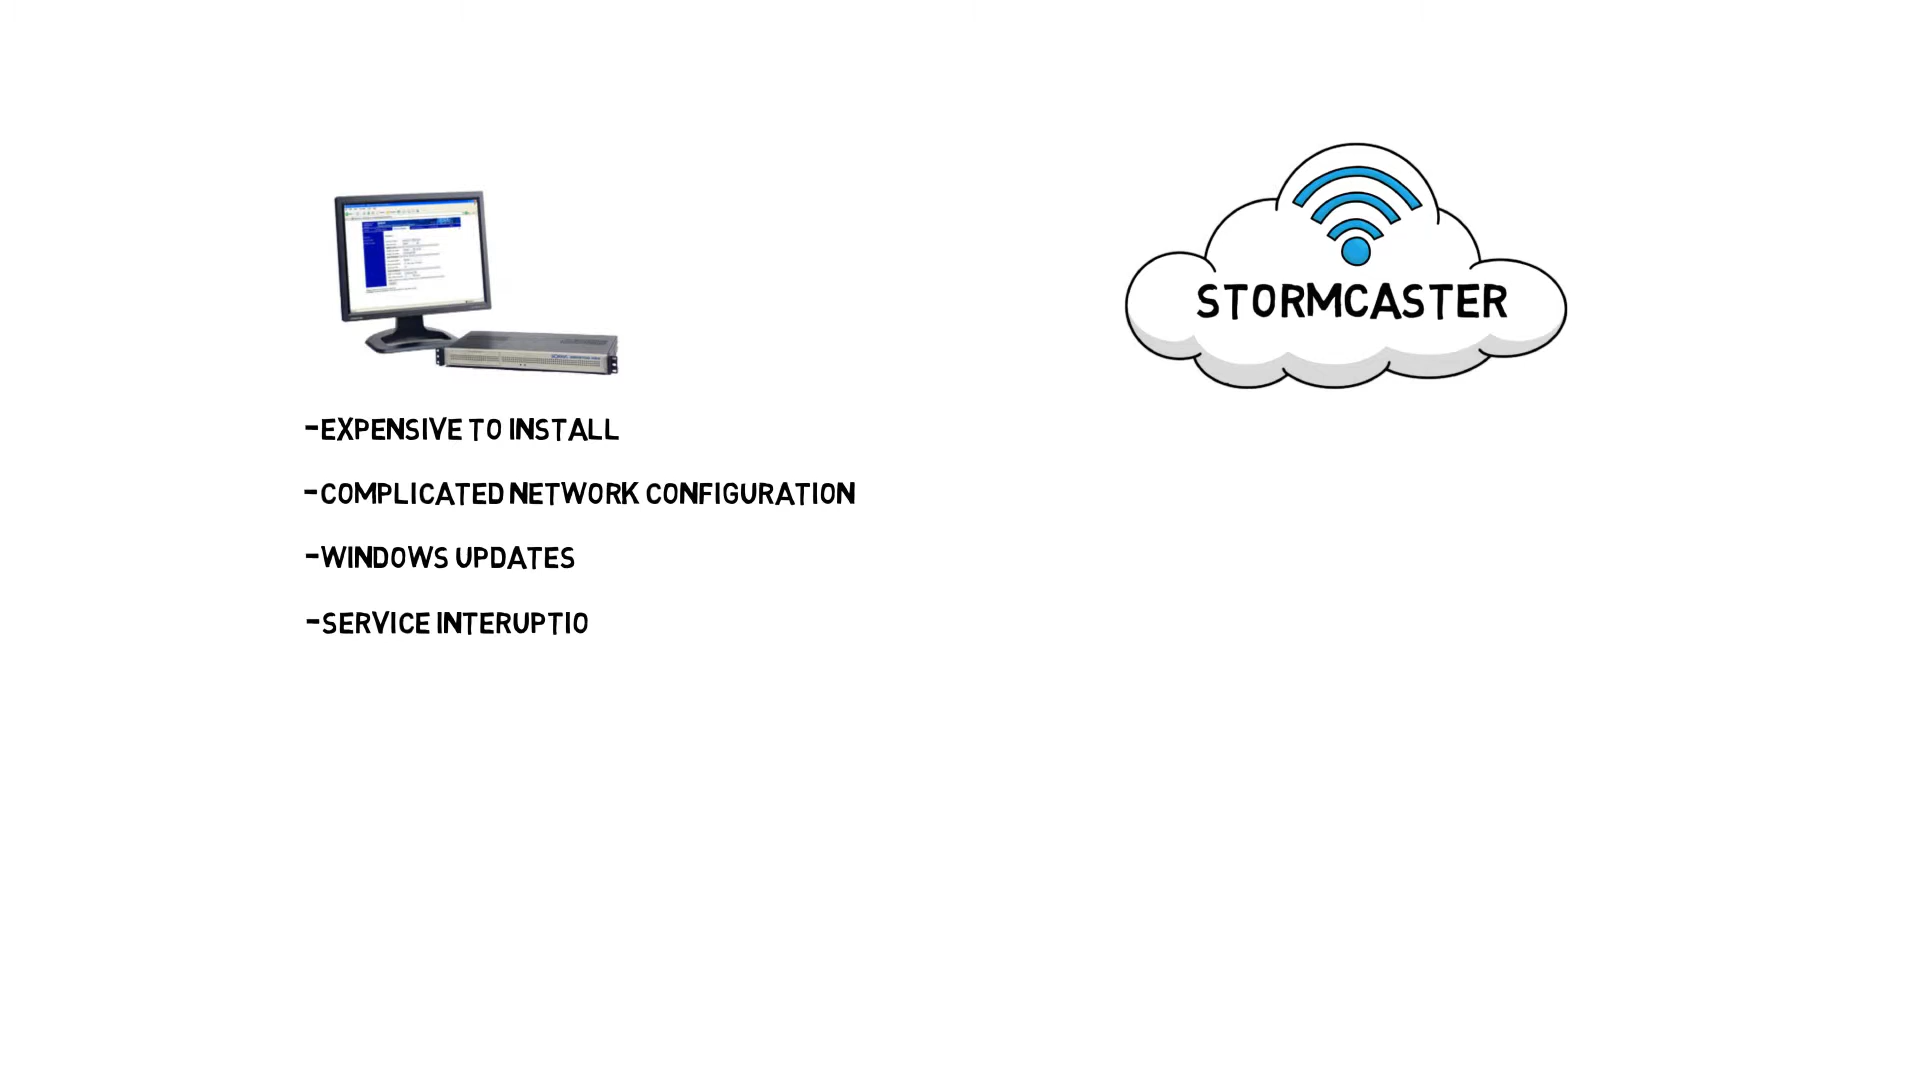 STORMCASTER
-EXPENSIVE TO INSTALL
-COMPLICATED NETWORK CONFIGURATION
-WINDOWS UPDATES
-SERVICE INTERUPTIO